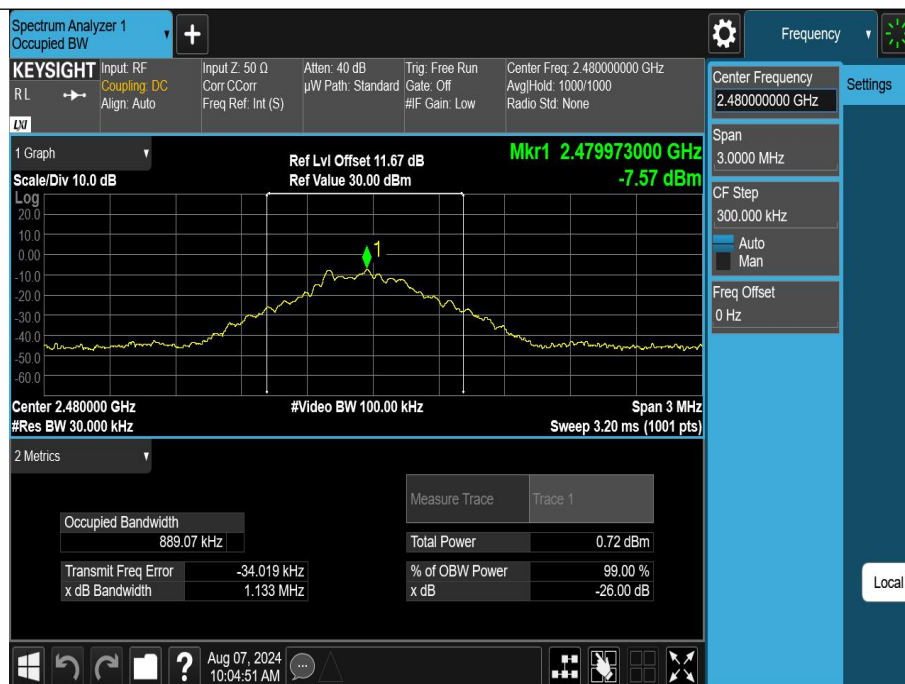 Spectrum Analyzer 1
Occupied BW
Frequency
KEYSIGHT
RL
LXI
Input: RF
Coupling: DC
Align: Auto
Input Z: 50 Ω
Corr CCorr
Freq Ref: Int (S)
Atten: 40 dB
µW Path: Standard
Trig: Free Run
Gate: Off
#IF Gain: Low
Center Freq: 2.480000000 GHz
Avg|Hold: 1000/1000
Radio Std: None
Center Frequency
2.480000000 GHz
Settings
Span
3.0000 MHz
CF Step
300.000 kHz
Auto
Man
Freq Offset
0 Hz
Local
1 Graph
Scale/Div 10.0 dB
Ref Lvl Offset 11.67 dB
Ref Value 30.00 dBm
Mkr1 2.479973000 GHz
-7.57 dBm
Log
20.0
10.0
0.00
-10.0
-20.0
-30.0
-40.0
-50.0
-60.0
1
Center 2.480000 GHz
#Res BW 30.000 kHz
#Video BW 100.00 kHz
Span 3 MHz
Sweep 3.20 ms (1001 pts)
2 Metrics
Measure Trace Trace 1
Occupied Bandwidth
889.07 kHz
Total Power 0.72 dBm
Transmit Freq Error -34.019 kHz
% of OBW Power 99.00 %
x dB Bandwidth 1.133 MHz
x dB -26.00 dB
Aug 07, 2024
10:04:51 AM